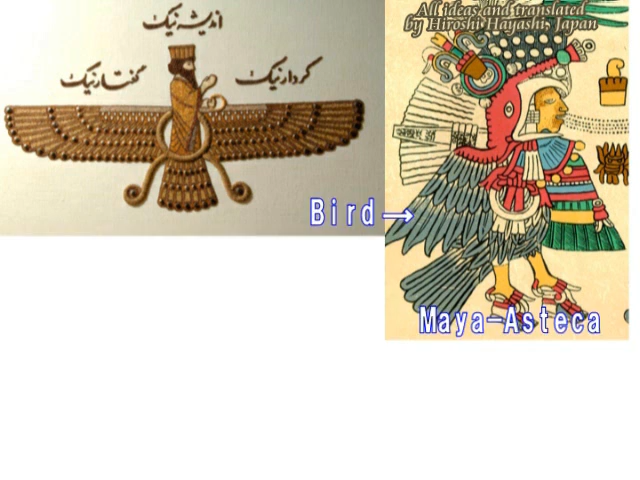 اندیشه نیک
گفتار نیک
کردار نیک
All ideas and translated
by Hiroshi Hayashi, Japan
Bird→
Maya-Asteca